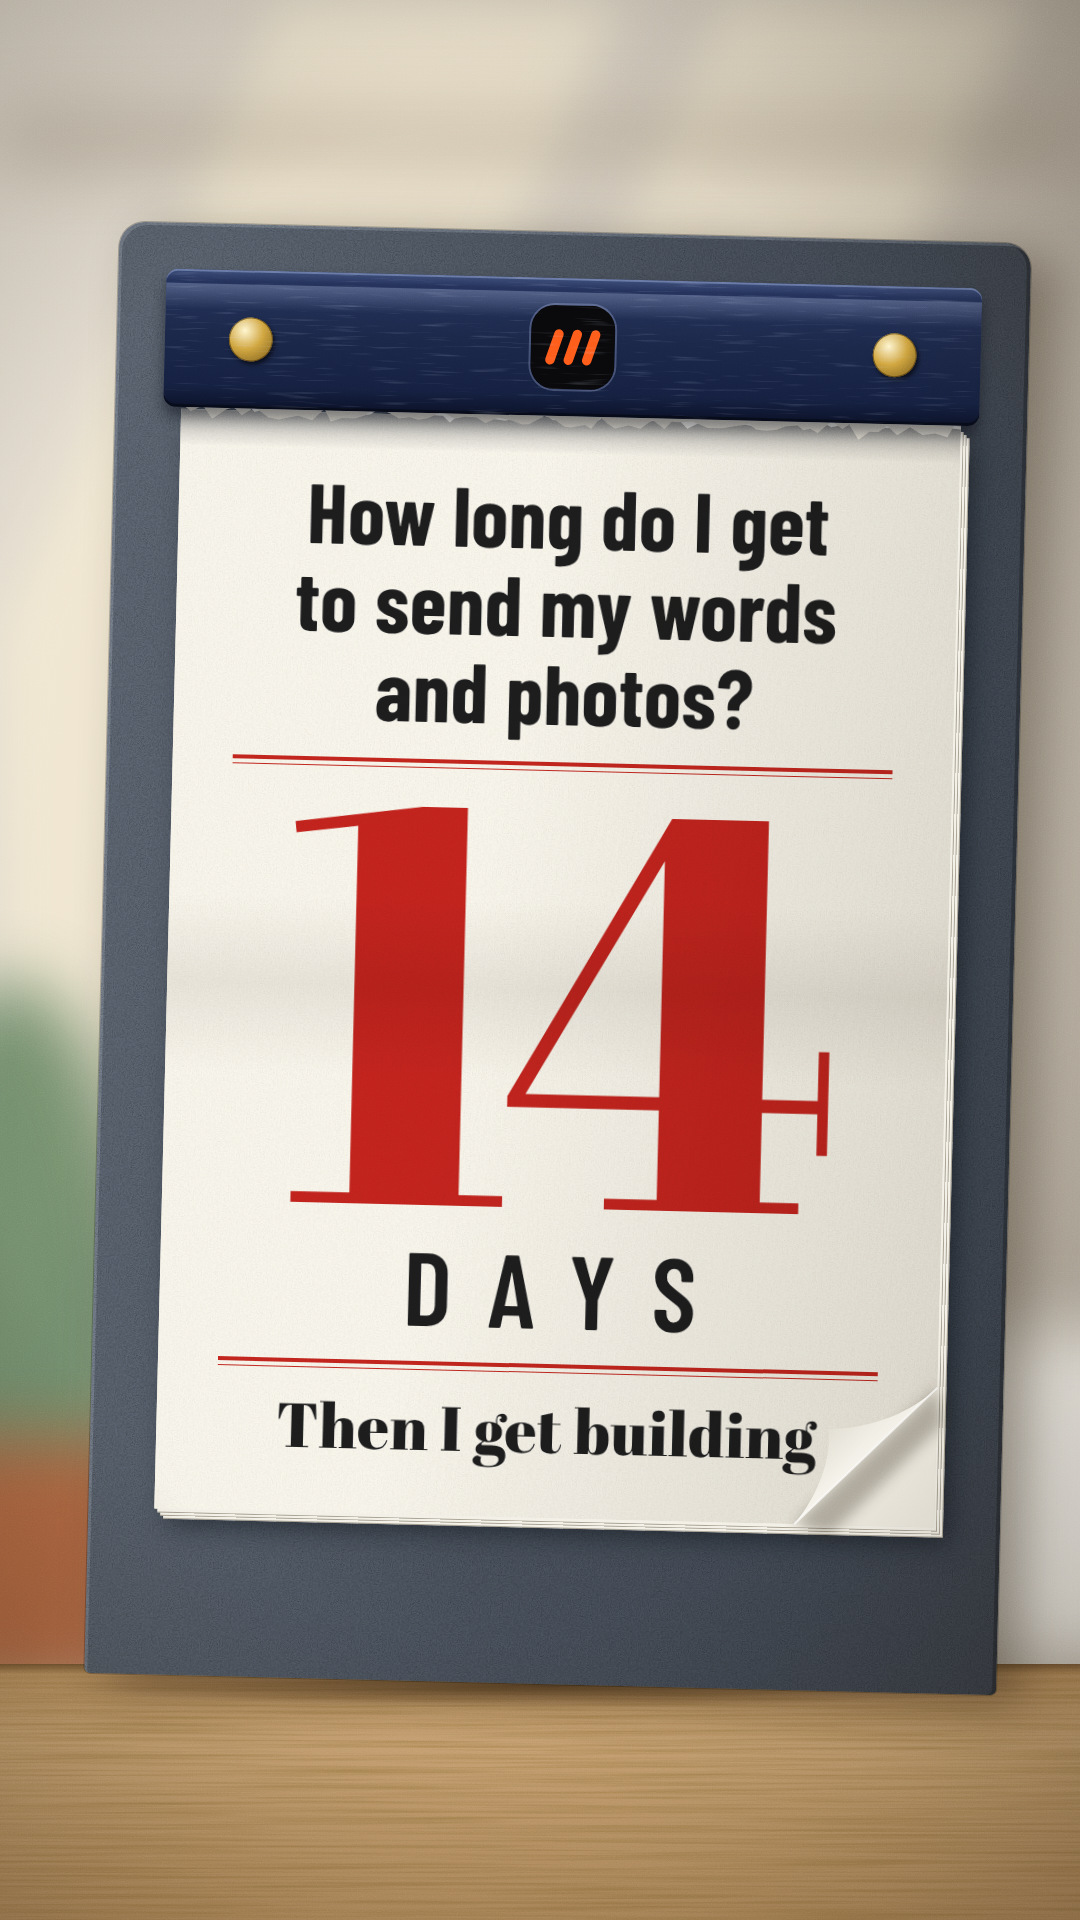 How long do I get
to send my words
and photos?
14
DAYS
Then I get building